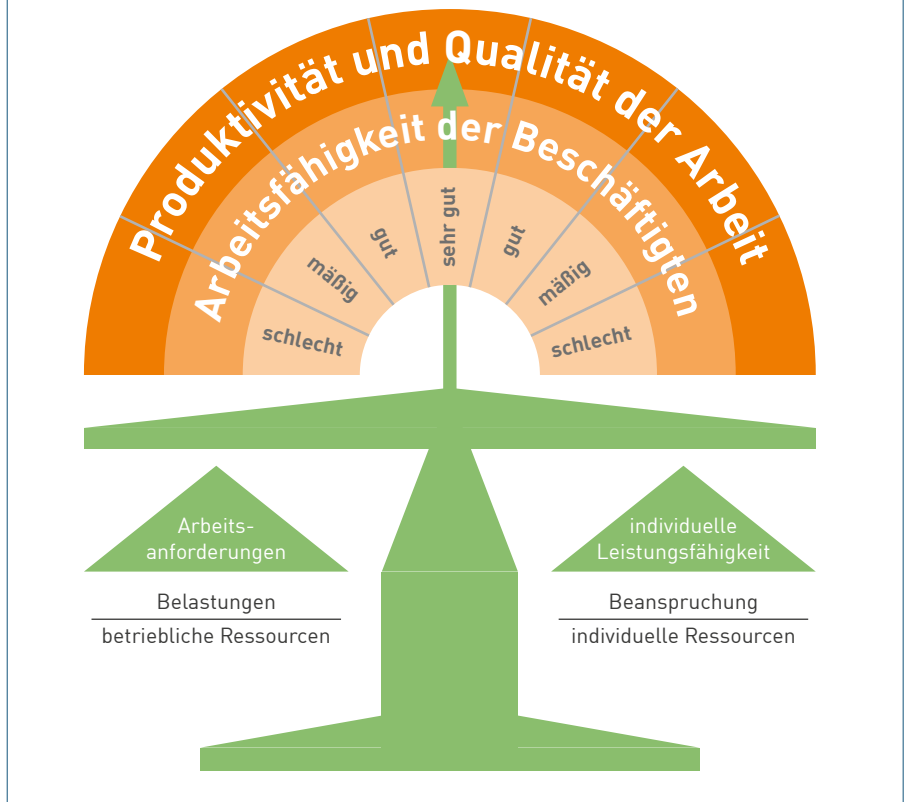 Produktivität und Qualität der Arbeit
Arbeitsfähigkeit der Beschäftigten
schlecht
mäßig
gut
sehr gut
gut
mäßig
schlecht
Arbeits-
anforderungen
individuelle
Leistungsfähigkeit
Belastungen
betriebliche Ressourcen
Beanspruchung
individuelle Ressourcen